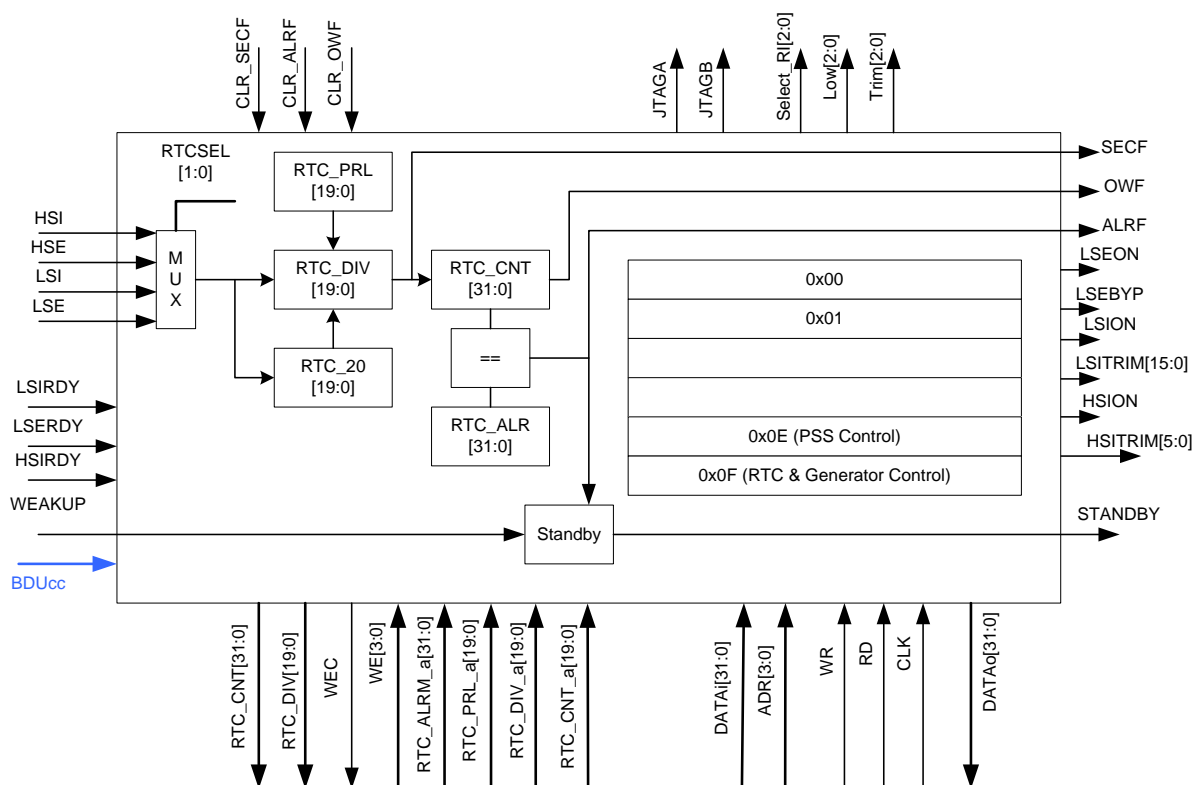 CLR_SECF
CLR_ALRF
CLR_OWF
JTAGA
JTAGB
Select_RI[2:0]
Low[2:0]
Trim[2:0]
RTCSEL
[1:0]
RTC_PRL
[19:0]
SECF
OWF
ALRF
HSI
HSE
LSI
LSE
M
U
X
RTC_DIV
[19:0]
RTC_CNT
[31:0]
==
RTC_20
[19:0]
RTC_ALR
[31:0]
0x00
0x01
0x0E (PSS Control)
0x0F (RTC & Generator Control)
LSEON
LSEBYP
LSION
LSITRIM[15:0]
HSION
HSITRIM[5:0]
LSIRDY
LSERDY
HSIRDY
WEAKUP
Standby
STANDBY
BDUcc
RTC_CNT[31:0]
RTC_DIV[19:0]
WEC
WE[3:0]
RTC_ALRM_a[31:0]
RTC_PRL_a[19:0]
RTC_DIV_a[19:0]
RTC_CNT_a[19:0]
DATAi[31:0]
ADR[3:0]
WR
RD
CLK
DATAo[31:0]